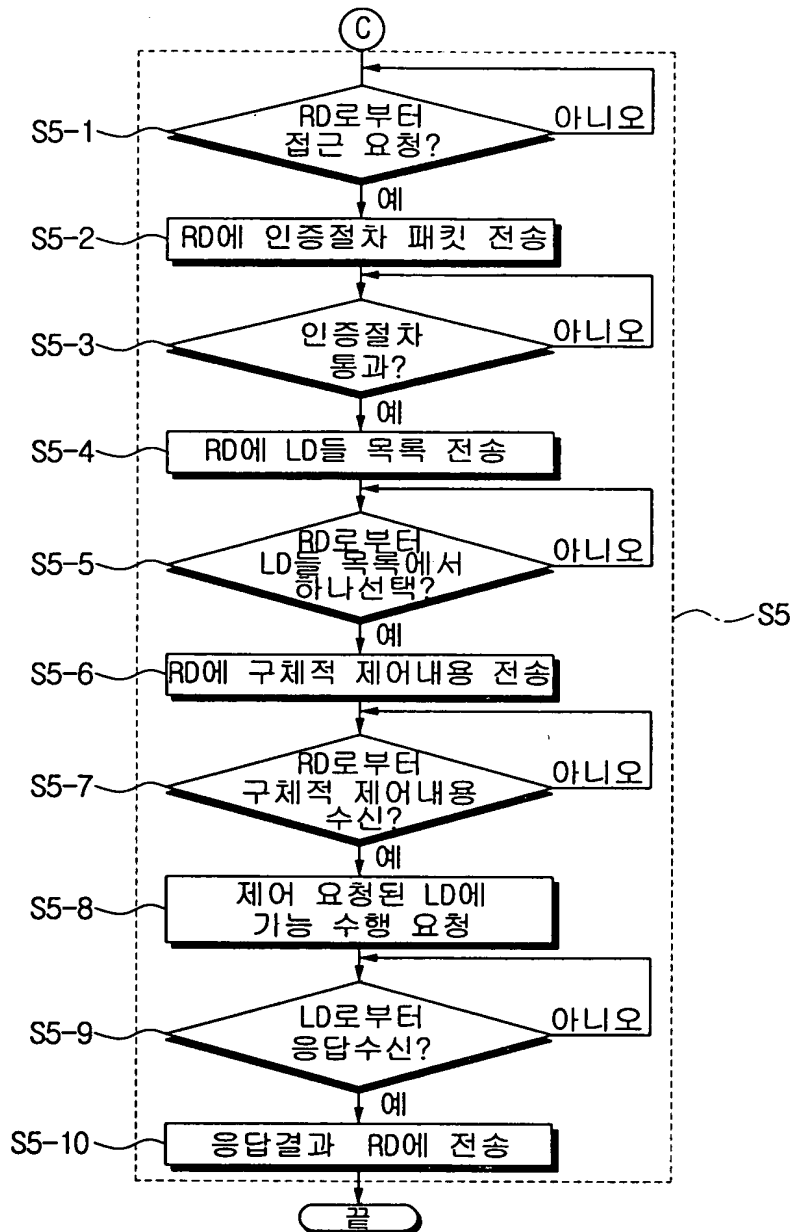 C
S5-1
RD로부터
접근 요청?
아니오
예
S5-2
RD에 인증절차 패킷 전송
S5-3
인증절차
통과?
아니오
예
S5-4
RD에 LD들 목록 전송
S5-5
RD로부터
LD들 목록에서
하나선택?
아니오
예
S5
S5-6
RD에 구체적 제어내용 전송
S5-7
RD로부터
구체적 제어내용
수신?
아니오
예
S5-8
제어 요청된 LD에
기능 수행 요청
S5-9
LD로부터
응답수신?
아니오
예
S5-10
응답결과 RD에 전송
끝